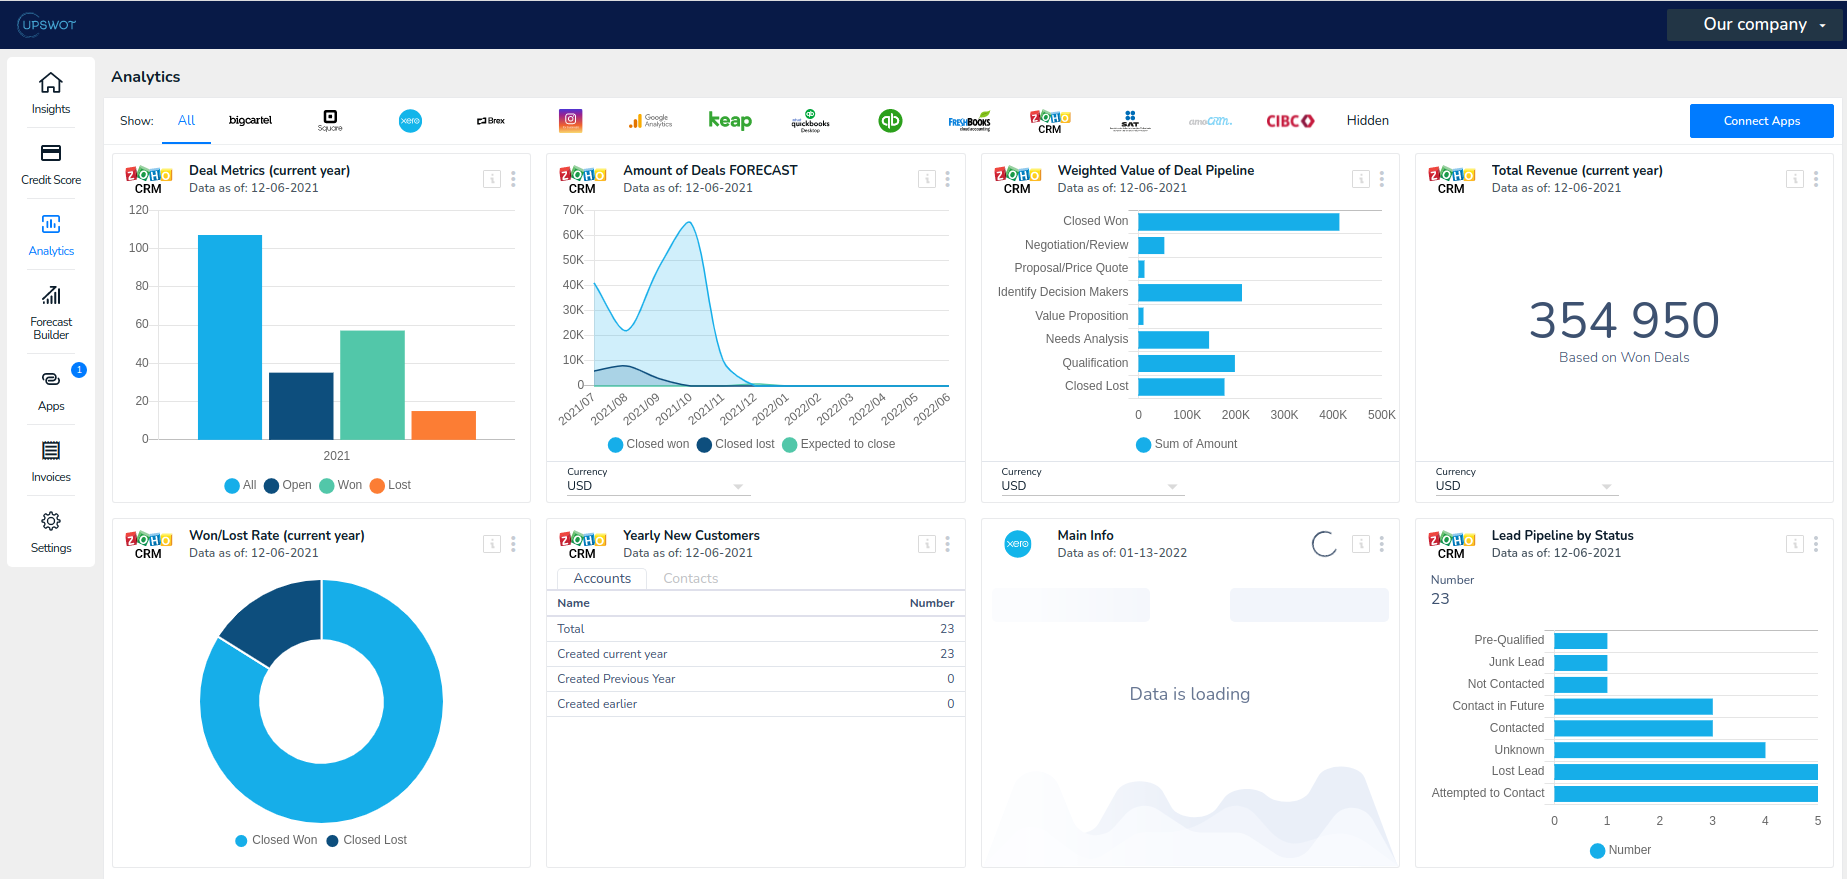 UPSWOT
Our company
Analytics
Insights
Credit Score
Analytics
Forecast
Builder
1
Apps
Invoices
Settings
Show:
All
bigcartel
Square
xero
Brex
Google
Analytics
keap
quickbooks
Desktop
qb
FRESHBOOKS
cloud accounting
ZOHO
CRM
SAT
amoCRM.
CIBC
Hidden
Connect Apps
ZOHO
CRM
Deal Metrics (current year)
Data as of: 12-06-2021
120
100
80
60
40
20
0
2021
All Open Won Lost
ZOHO
CRM
Amount of Deals FORECAST
Data as of: 12-06-2021
70K
60K
50K
40K
30K
20K
10K
0
2021/07 2021/08 2021/09 2021/10 2021/11 2021/12 2022/01 2022/02 2022/03 2022/04 2022/05 2022/06
Closed won Closed lost Expected to close
Currency
USD
ZOHO
CRM
Weighted Value of Deal Pipeline
Data as of: 12-06-2021
Closed Won
Negotiation/Review
Proposal/Price Quote
Identify Decision Makers
Value Proposition
Needs Analysis
Qualification
Closed Lost
0 100K 200K 300K 400K 500K
Sum of Amount
Currency
USD
ZOHO
CRM
Total Revenue (current year)
Data as of: 12-06-2021
354 950
Based on Won Deals
Currency
USD
ZOHO
CRM
Won/Lost Rate (current year)
Data as of: 12-06-2021
Closed Won Closed Lost
ZOHO
CRM
Yearly New Customers
Data as of: 12-06-2021
Accounts Contacts
Name Number
Total 23
Created current year 23
Created Previous Year 0
Created earlier 0
xero
Main Info
Data as of: 01-13-2022
Data is loading
ZOHO
CRM
Lead Pipeline by Status
Data as of: 12-06-2021
Number
23
Pre-Qualified
Junk Lead
Not Contacted
Contact in Future
Contacted
Unknown
Lost Lead
Attempted to Contact
0 1 2 3 4 5
Number